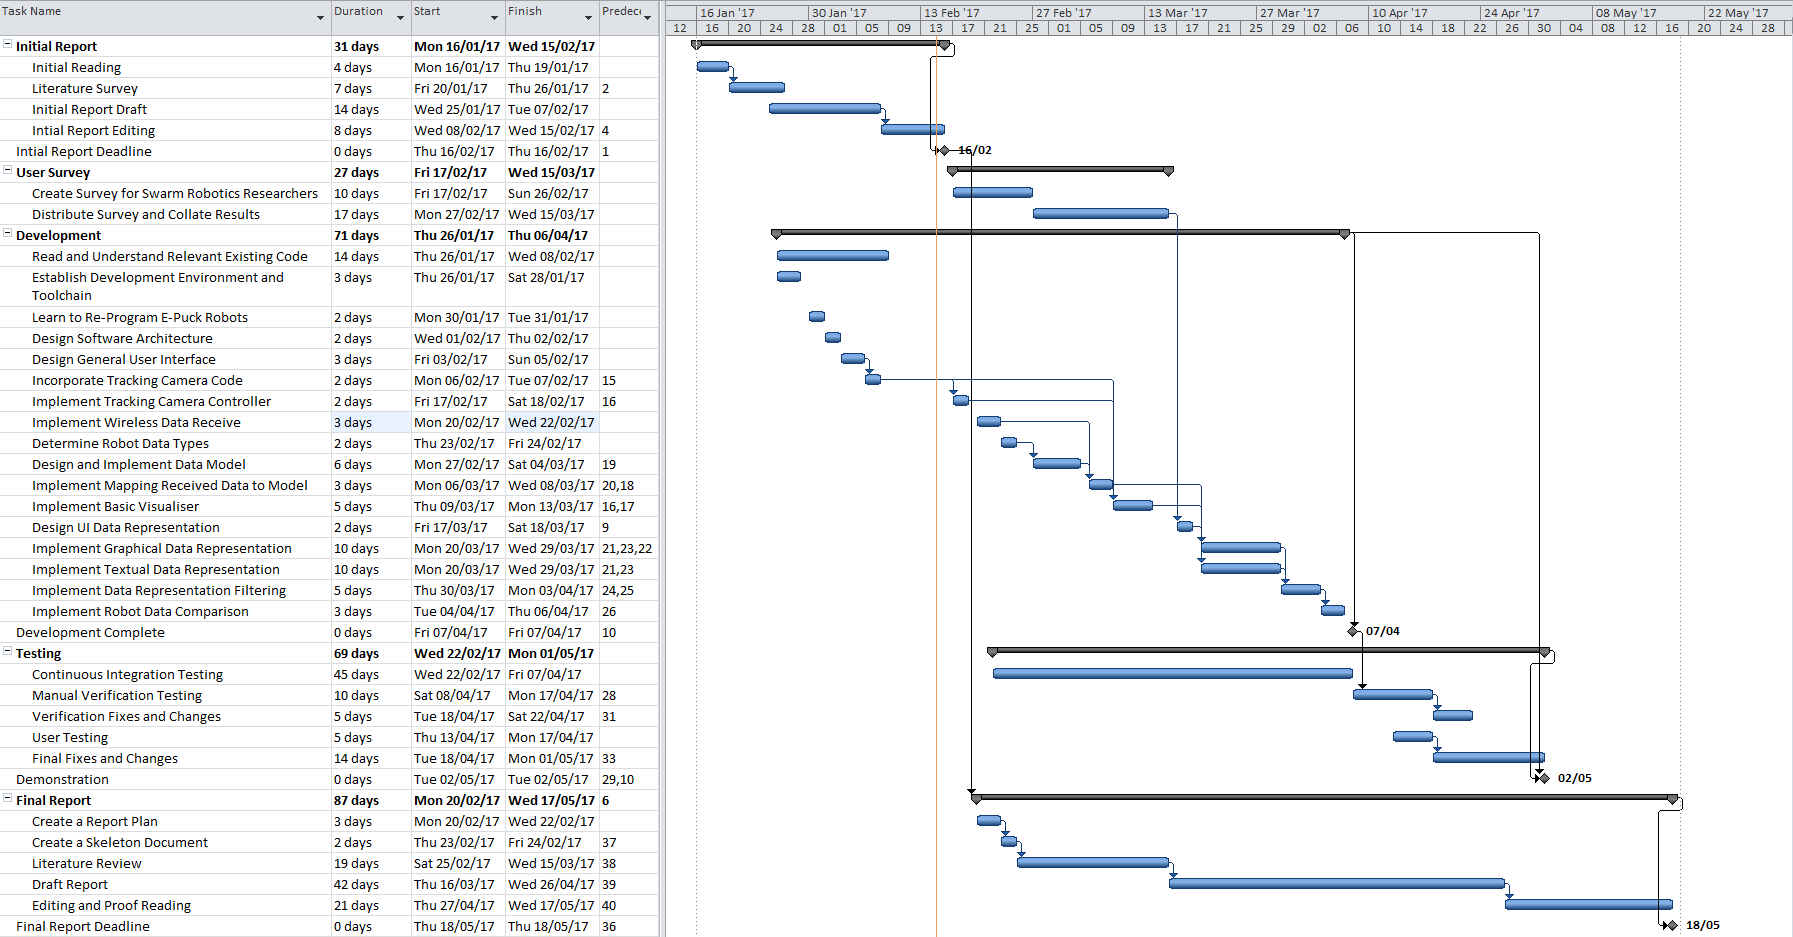 Task Name Duration Start Finish Predec 16 Jan '17 30 Jan '17 13 Feb '17 27 Feb '17 13 Mar '17 27 Mar '17 10 Apr '17 24 Apr '17 08 May '17 22 May '17
12 16 20 24 28 01 05 09 13 17 21 25 01 05 09 13 17 21 25 29 02 06 10 14 18 22 26 30 04 08 12 16 20 24 28
Initial Report 31 days Mon 16/01/17 Wed 15/02/17
Initial Reading 4 days Mon 16/01/17 Thu 19/01/17
Literature Survey 7 days Fri 20/01/17 Thu 26/01/17 2
Initial Report Draft 14 days Wed 25/01/17 Tue 07/02/17
Intial Report Editing 8 days Wed 08/02/17 Wed 15/02/17 4
Intial Report Deadline 0 days Thu 16/02/17 Thu 16/02/17 1 16/02
User Survey 27 days Fri 17/02/17 Wed 15/03/17
Create Survey for Swarm Robotics Researchers 10 days Fri 17/02/17 Sun 26/02/17
Distribute Survey and Collate Results 17 days Mon 27/02/17 Wed 15/03/17
Development 71 days Thu 26/01/17 Thu 06/04/17
Read and Understand Relevant Existing Code 14 days Thu 26/01/17 Wed 08/02/17
Establish Development Environment and 3 days Thu 26/01/17 Sat 28/01/17
Toolchain
Learn to Re-Program E-Puck Robots 2 days Mon 30/01/17 Tue 31/01/17
Design Software Architecture 2 days Wed 01/02/17 Thu 02/02/17
Design General User Interface 3 days Fri 03/02/17 Sun 05/02/17
Incorporate Tracking Camera Code 2 days Mon 06/02/17 Tue 07/02/17 15
Implement Tracking Camera Controller 2 days Fri 17/02/17 Sat 18/02/17 16
Implement Wireless Data Receive 3 days Mon 20/02/17 Wed 22/02/17
Determine Robot Data Types 2 days Thu 23/02/17 Fri 24/02/17
Design and Implement Data Model 6 days Mon 27/02/17 Sat 04/03/17 19
Implement Mapping Received Data to Model 3 days Mon 06/03/17 Wed 08/03/17 20,18
Implement Basic Visualiser 5 days Thu 09/03/17 Mon 13/03/17 16,17
Design UI Data Representation 2 days Fri 17/03/17 Sat 18/03/17 9
Implement Graphical Data Representation 10 days Mon 20/03/17 Wed 29/03/17 21,23,22
Implement Textual Data Representation 10 days Mon 20/03/17 Wed 29/03/17 21,23
Implement Data Representation Filtering 5 days Thu 30/03/17 Mon 03/04/17 24,25
Implement Robot Data Comparison 3 days Tue 04/04/17 Thu 06/04/17 26
Development Complete 0 days Fri 07/04/17 Fri 07/04/17 10 07/04
Testing 69 days Wed 22/02/17 Mon 01/05/17
Continuous Integration Testing 45 days Wed 22/02/17 Fri 07/04/17
Manual Verification Testing 10 days Sat 08/04/17 Mon 17/04/17 28
Verification Fixes and Changes 5 days Tue 18/04/17 Sat 22/04/17 31
User Testing 5 days Thu 13/04/17 Mon 17/04/17
Final Fixes and Changes 14 days Tue 18/04/17 Mon 01/05/17 33
Demonstration 0 days Tue 02/05/17 Tue 02/05/17 29,10 02/05
Final Report 87 days Mon 20/02/17 Wed 17/05/17 6
Create a Report Plan 3 days Mon 20/02/17 Wed 22/02/17
Create a Skeleton Document 2 days Thu 23/02/17 Fri 24/02/17 37
Literature Review 19 days Sat 25/02/17 Wed 15/03/17 38
Draft Report 42 days Thu 16/03/17 Wed 26/04/17 39
Editing and Proof Reading 21 days Thu 27/04/17 Wed 17/05/17 40
Final Report Deadline 0 days Thu 18/05/17 Thu 18/05/17 36 18/05